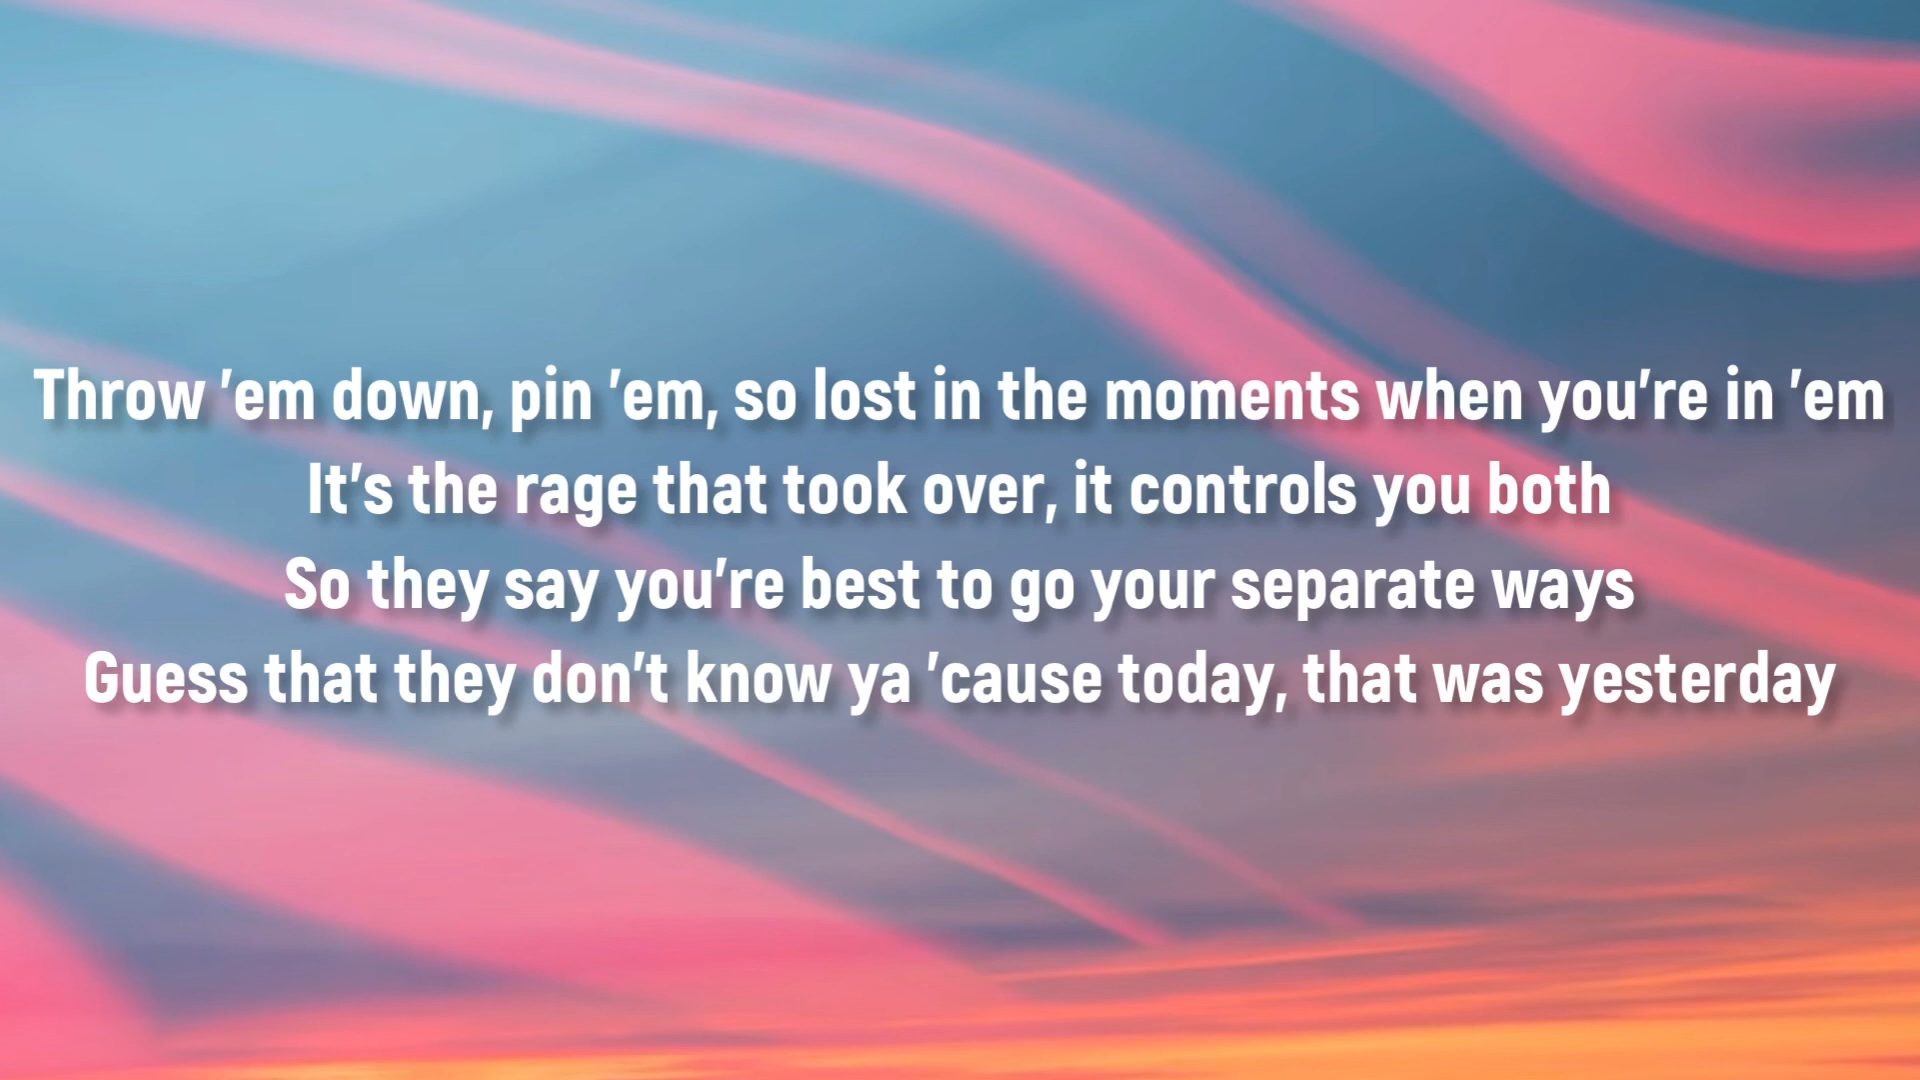 Throw 'em down, pin 'em, so lost in the moments when you're in 'em
It's the rage that took over, it controls you both
So they say you're best to go your separate ways
Guess that they don't know ya 'cause today, that was yesterday